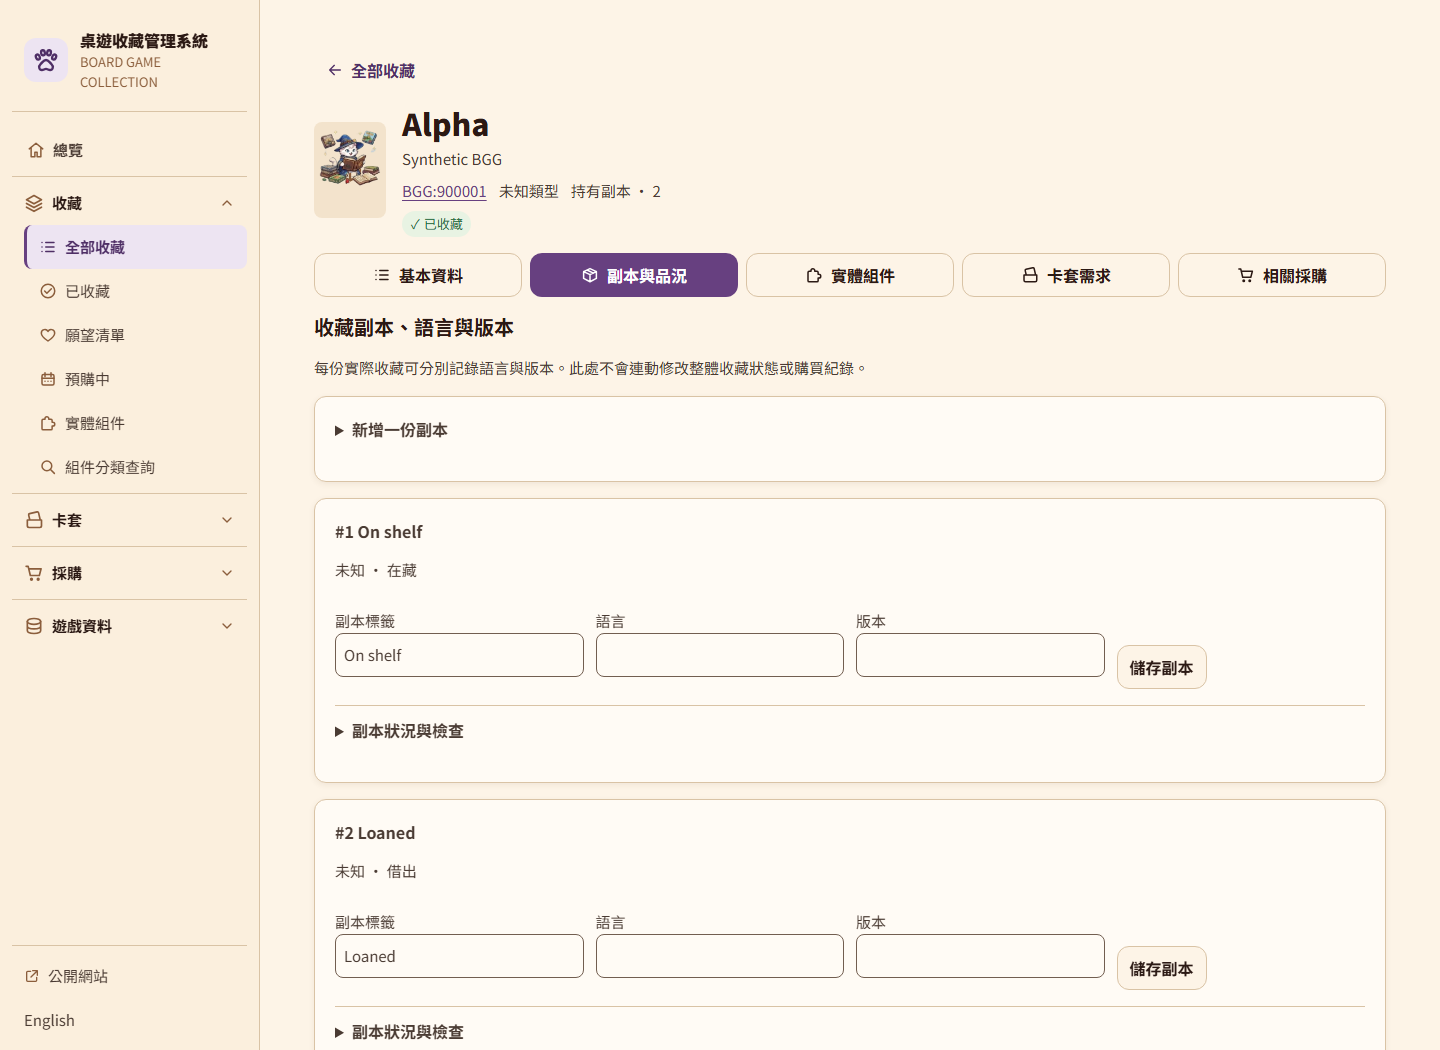 桌遊收藏管理系統
BOARD GAME
COLLECTION
總覽
收藏
全部收藏
已收藏
願望清單
預購中
實體組件
組件分類查詢
卡套
採購
遊戲資料
公開網站
English
← 全部收藏
Alpha
Synthetic BGG
BGG:900001 未知類型 持有副本 · 2
✓ 已收藏
基本資料
副本與品況
實體組件
卡套需求
相關採購
收藏副本、語言與版本
每份實際收藏可分別記錄語言與版本。此處不會連動修改整體收藏狀態或購買紀錄。
▶ 新增一份副本
#1 On shelf
未知 · 在藏
副本標籤 語言 版本
On shelf
儲存副本
▶ 副本狀況與檢查
#2 Loaned
未知 · 借出
副本標籤 語言 版本
Loaned
儲存副本
▶ 副本狀況與檢查